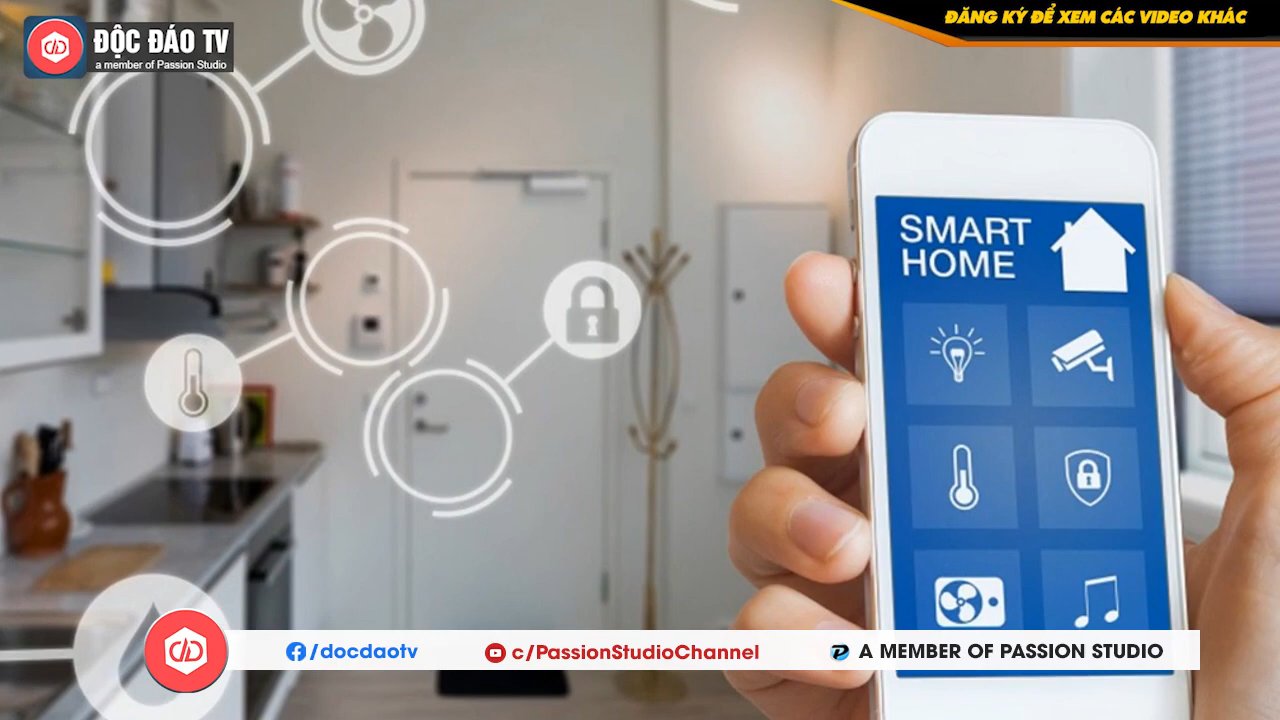 ĐỘC ĐÁO TV
a member of Passion Studio
ĐĂNG KÝ ĐỂ XEM CÁC VIDEO KHÁC
SMART
HOME
/docdaotv
c/PassionStudioChannel
A MEMBER OF PASSION STUDIO